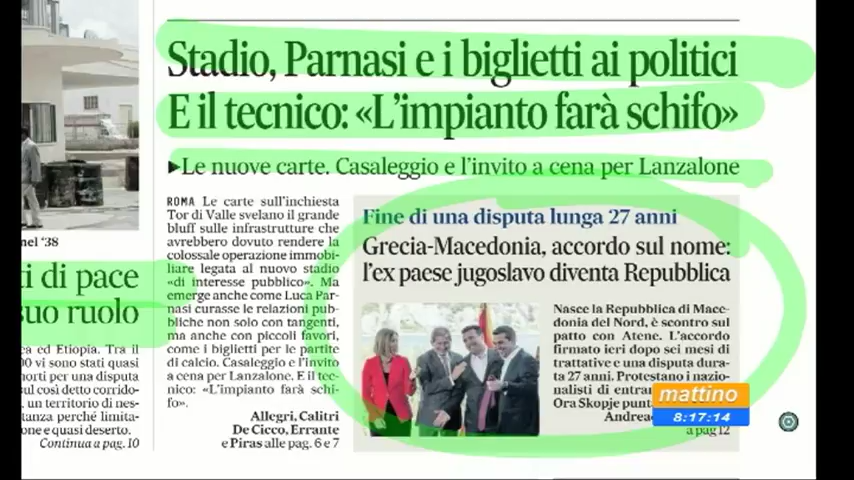 Stadio, Parnasi e i biglietti ai politici
E il tecnico: «L'impianto farà schifo»
▶Le nuove carte. Casaleggio e l'invito a cena per Lanzalone
nel '38
ti di pace
suo ruolo
ea ed Etiopia. Tra il
00 vi sono stati quasi
morti per una disputa
sul così detto corrido-
, un territorio di nes-
tanza perché limita-
one e quasi deserto.
Continua a pag. 10
ROMA Le carte sull'inchiesta
Tor di Valle svelano il grande
bluff sulle infrastrutture che
avrebbero dovuto rendere la
colossale operazione immobi-
liare legata al nuovo stadio
«di interesse pubblico». Ma
emerge anche come Luca Par-
nasi curasse le relazioni pub-
bliche non solo con tangenti,
ma anche con piccoli favori,
come i biglietti per le partite
di calcio. Casaleggio e l'invito
a cena per Lanzalone. E il tec-
nico: «L'impianto farà schi-
fo».
Allegri, Calitri
De Cicco, Errante
e Piras alle pag. 6 e 7
Fine di una disputa lunga 27 anni
Grecia-Macedonia, accordo sul nome:
l'ex paese jugoslavo diventa Repubblica
Nasce la Repubblica di Mace-
donia del Nord, è scontro sul
patto con Atene. L'accordo
firmato ieri dopo sei mesi di
trattative e una disputa dura-
ta 27 anni. Protestano i nazio-
nalisti di entram
Ora Skopje punt
Andrea
a pag 12
mattino
8:17:14